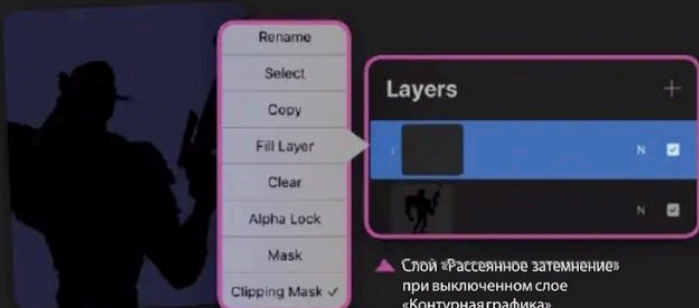 Rename
Select
Copy
Fill Layer
Clear
Alpha Lock
Mask
Clipping Mask ✓
Layers
N
N
Слой «Рассеянное затемнение»
при выключенном слое
«Контурная графика»